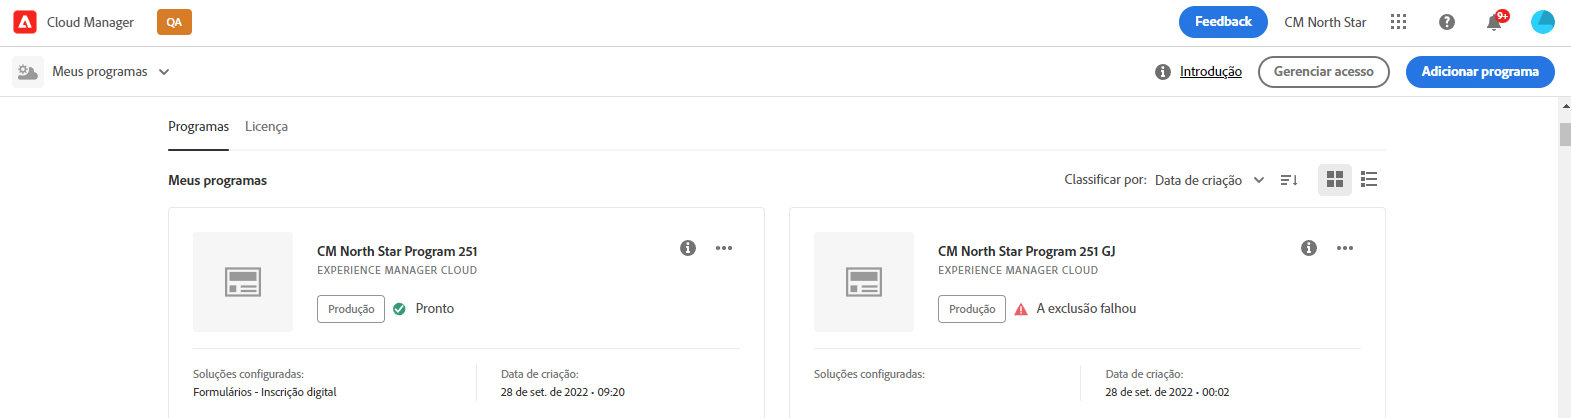 Cloud Manager QA Feedback CM North Star 9+
Meus programas Introdução Gerenciar acesso Adicionar programa
Programas Licença
Meus programas Classificar por: Data de criação
CM North Star Program 251
EXPERIENCE MANAGER CLOUD
Produção Pronto
Soluções configuradas:
Formulários - Inscrição digital
Data de criação:
28 de set. de 2022 • 09:20
CM North Star Program 251 GJ
EXPERIENCE MANAGER CLOUD
Produção A exclusão falhou
Soluções configuradas:
Data de criação:
28 de set. de 2022 • 00:02